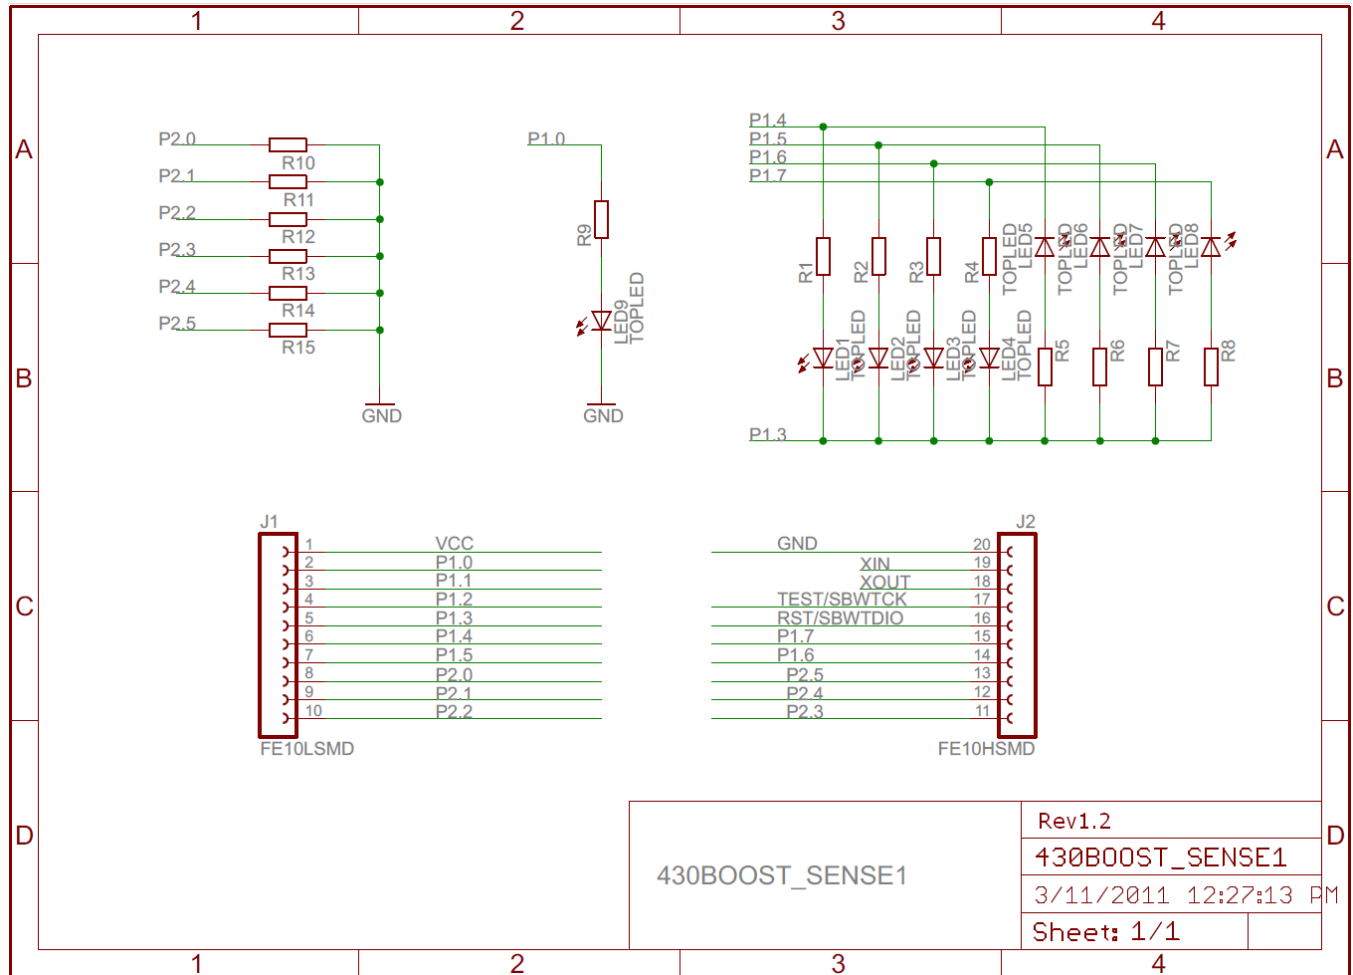 1 2 3 4
A A
B B
C C
D D
1 2 3 4
P2.0
R10
P2.1
R11
P2.2
R12
P2.3
R13
P2.4
R14
P2.5
R15
GND
P1.0
R9
LED9
TOPLED
GND
P1.4
P1.5
P1.6
P1.7
R1
R2
R3
R4
TOPLED
LED5
TOPLED
LED6
TOPLED
LED7
TOPLED
LED8
LED1
TOPLED
LED2
TOPLED
LED3
TOPLED
LED4
TOPLED
R5
R6
R7
R8
P1.3
J1
1 VCC
2 P1.0
3 P1.1
4 P1.2
5 P1.3
6 P1.4
7 P1.5
8 P2.0
9 P2.1
10 P2.2
FE10LSMD
J2
GND 20
XIN 19
XOUT 18
TEST/SBWTCK 17
RST/SBWTDIO 16
P1.7 15
P1.6 14
P2.5 13
P2.4 12
P2.3 11
FE10HSMD
430BOOST_SENSE1
Rev1.2
430BOOST_SENSE1
3/11/2011 12:27:13 PM
Sheet: 1/1